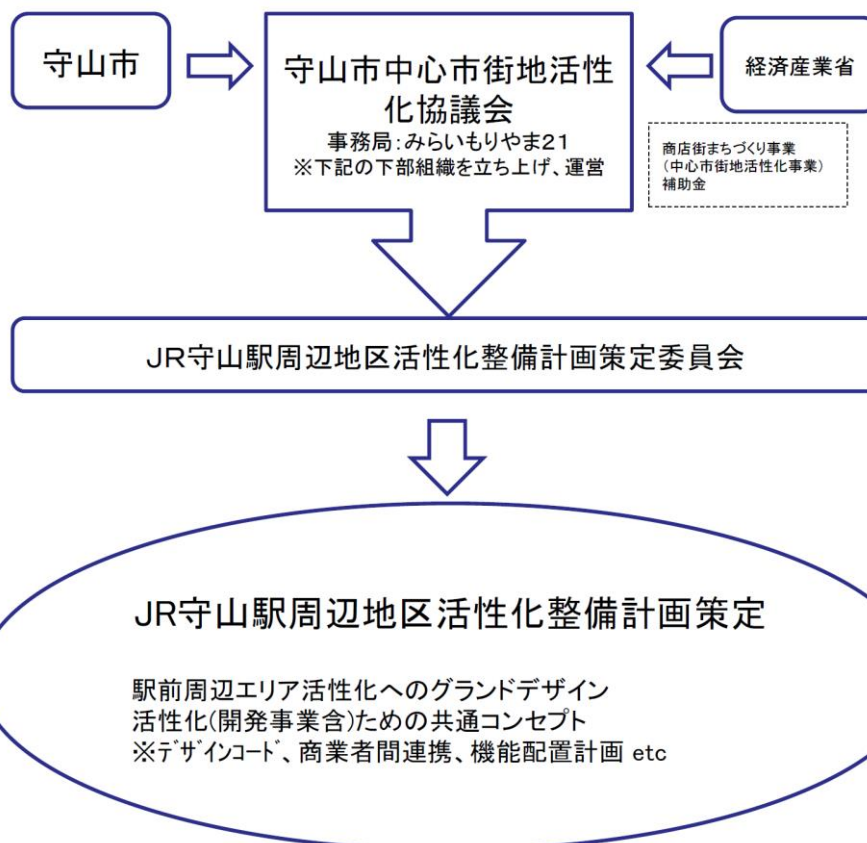 守山市
守山市中心市街地活性
化協議会
事務局:みらいもりやま21
※下記の下部組織を立ち上げ、運営
経済産業省
商店街まちづくり事業
(中心市街地活性化事業)
補助金
JR守山駅周辺地区活性化整備計画策定委員会
JR守山駅周辺地区活性化整備計画策定
駅前周辺エリア活性化へのグランドデザイン
活性化(開発事業含)ための共通コンセプト
※デザインコード、商業者間連携、機能配置計画 etc